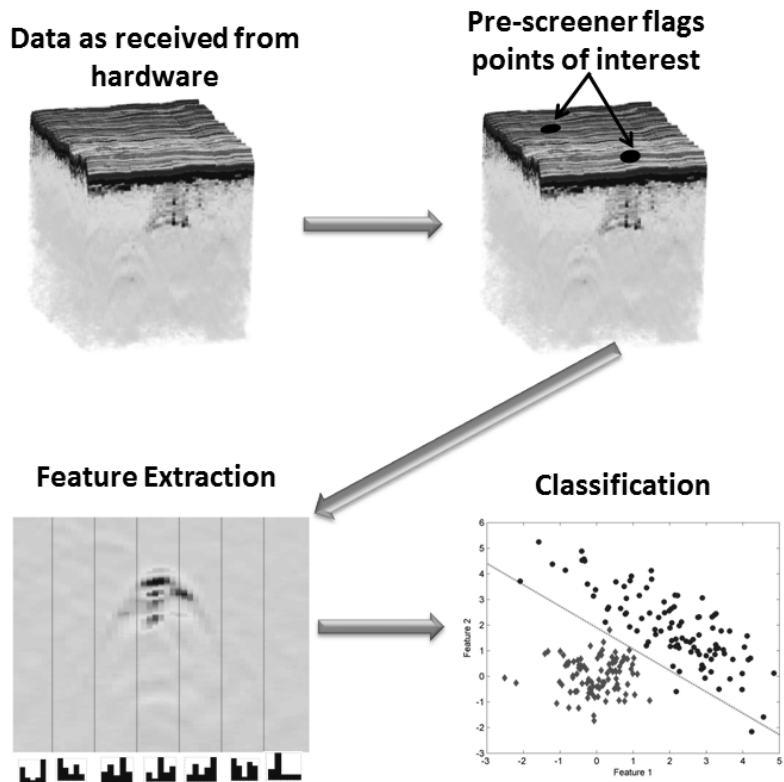 Data as received from
hardware
Pre-screener flags
points of interest
Feature Extraction
Classification
6
5
4
3
2
1
0
-1
-2
-3
Feature 2
-3
-2
-1
0
1
2
3
4
5
Feature 1